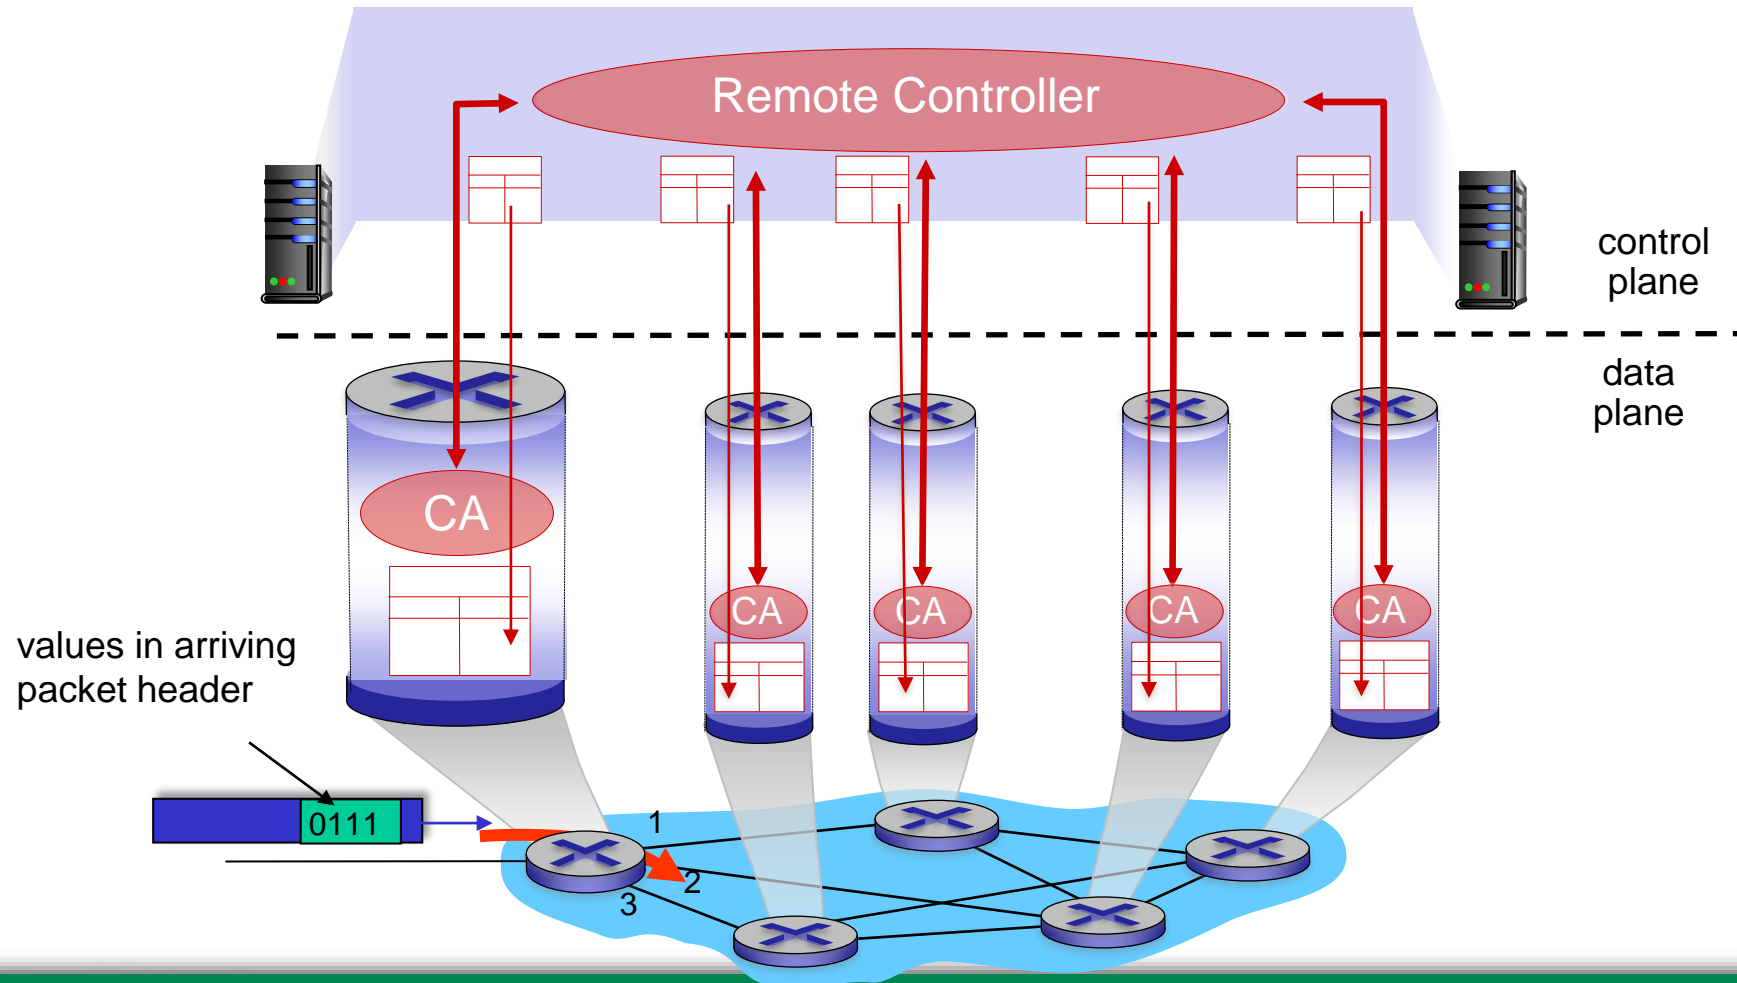 Remote Controller
control
plane
data
plane
CA
CA
CA
CA
CA
values in arriving
packet header
0111
1
2
3